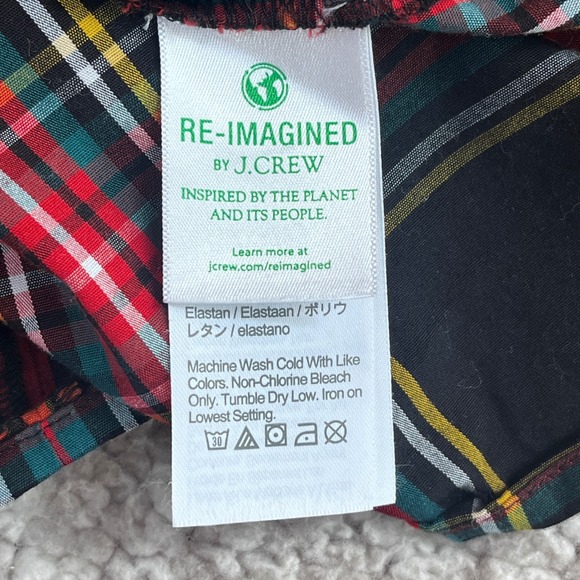 RE-IMAGINED
BY J.CREW
INSPIRED BY THE PLANET
AND ITS PEOPLE.
Learn more at
jcrew.com/reimagined
Elastan / Elastaan / ポリウ
レタン / elastano
Machine Wash Cold With Like
Colors. Non-Chlorine Bleach
Only. Tumble Dry Low. Iron on
Lowest Setting.
30